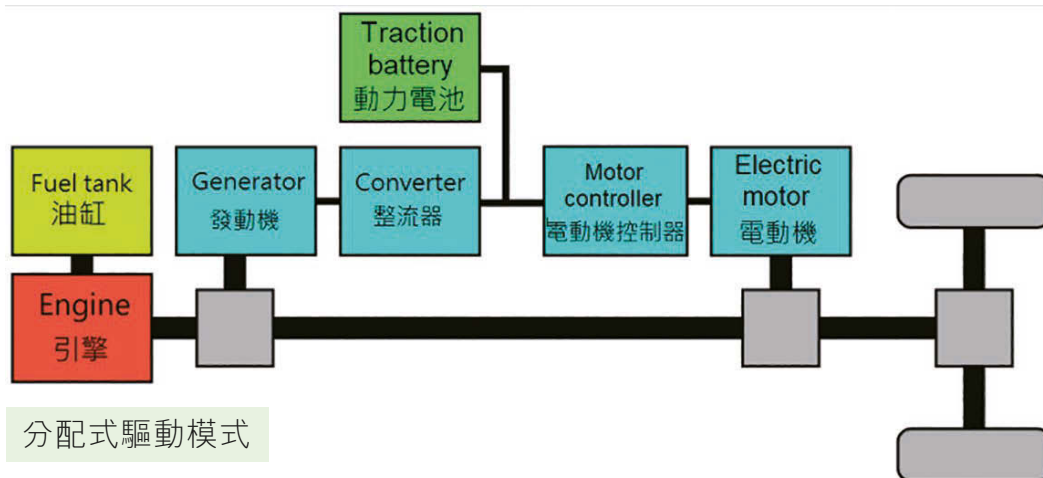 Traction
battery
動力電池
Fuel tank
油缸
Generator
發動機
Converter
整流器
Motor
controller
電動機控制器
Electric
motor
電動機
Engine
引擎
分配式驅動模式